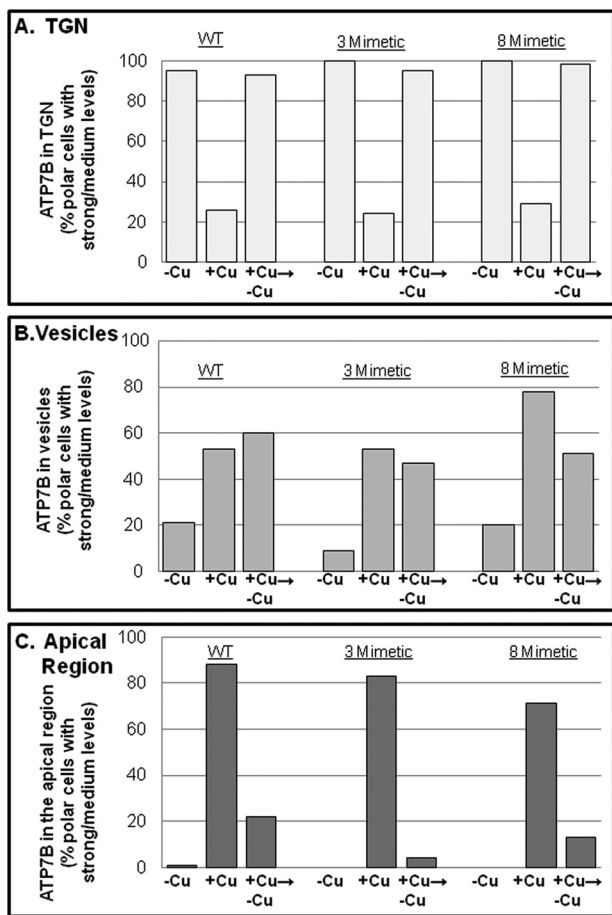 A. TGN
WT
3 Mimetic
8 Mimetic
ATP7B in TGN
(% polar cells with
strong/medium levels)
100
80
60
40
20
0
-Cu +Cu +Cu→ -Cu +Cu +Cu→ -Cu +Cu +Cu→
-Cu -Cu -Cu
B.Vesicles
WT
3 Mimetic
8 Mimetic
ATP7B in vesicles
(% polar cells with
strong/medium levels)
100
80
60
40
20
0
-Cu +Cu +Cu→ -Cu +Cu +Cu→ -Cu +Cu +Cu→
-Cu -Cu -Cu
C. Apical
Region
WT
3 Mimetic
8 Mimetic
ATP7B in the apical region
(% polar cells with
strong/medium levels)
100
80
60
40
20
0
-Cu +Cu +Cu→ -Cu +Cu +Cu→ -Cu +Cu +Cu→
-Cu -Cu -Cu